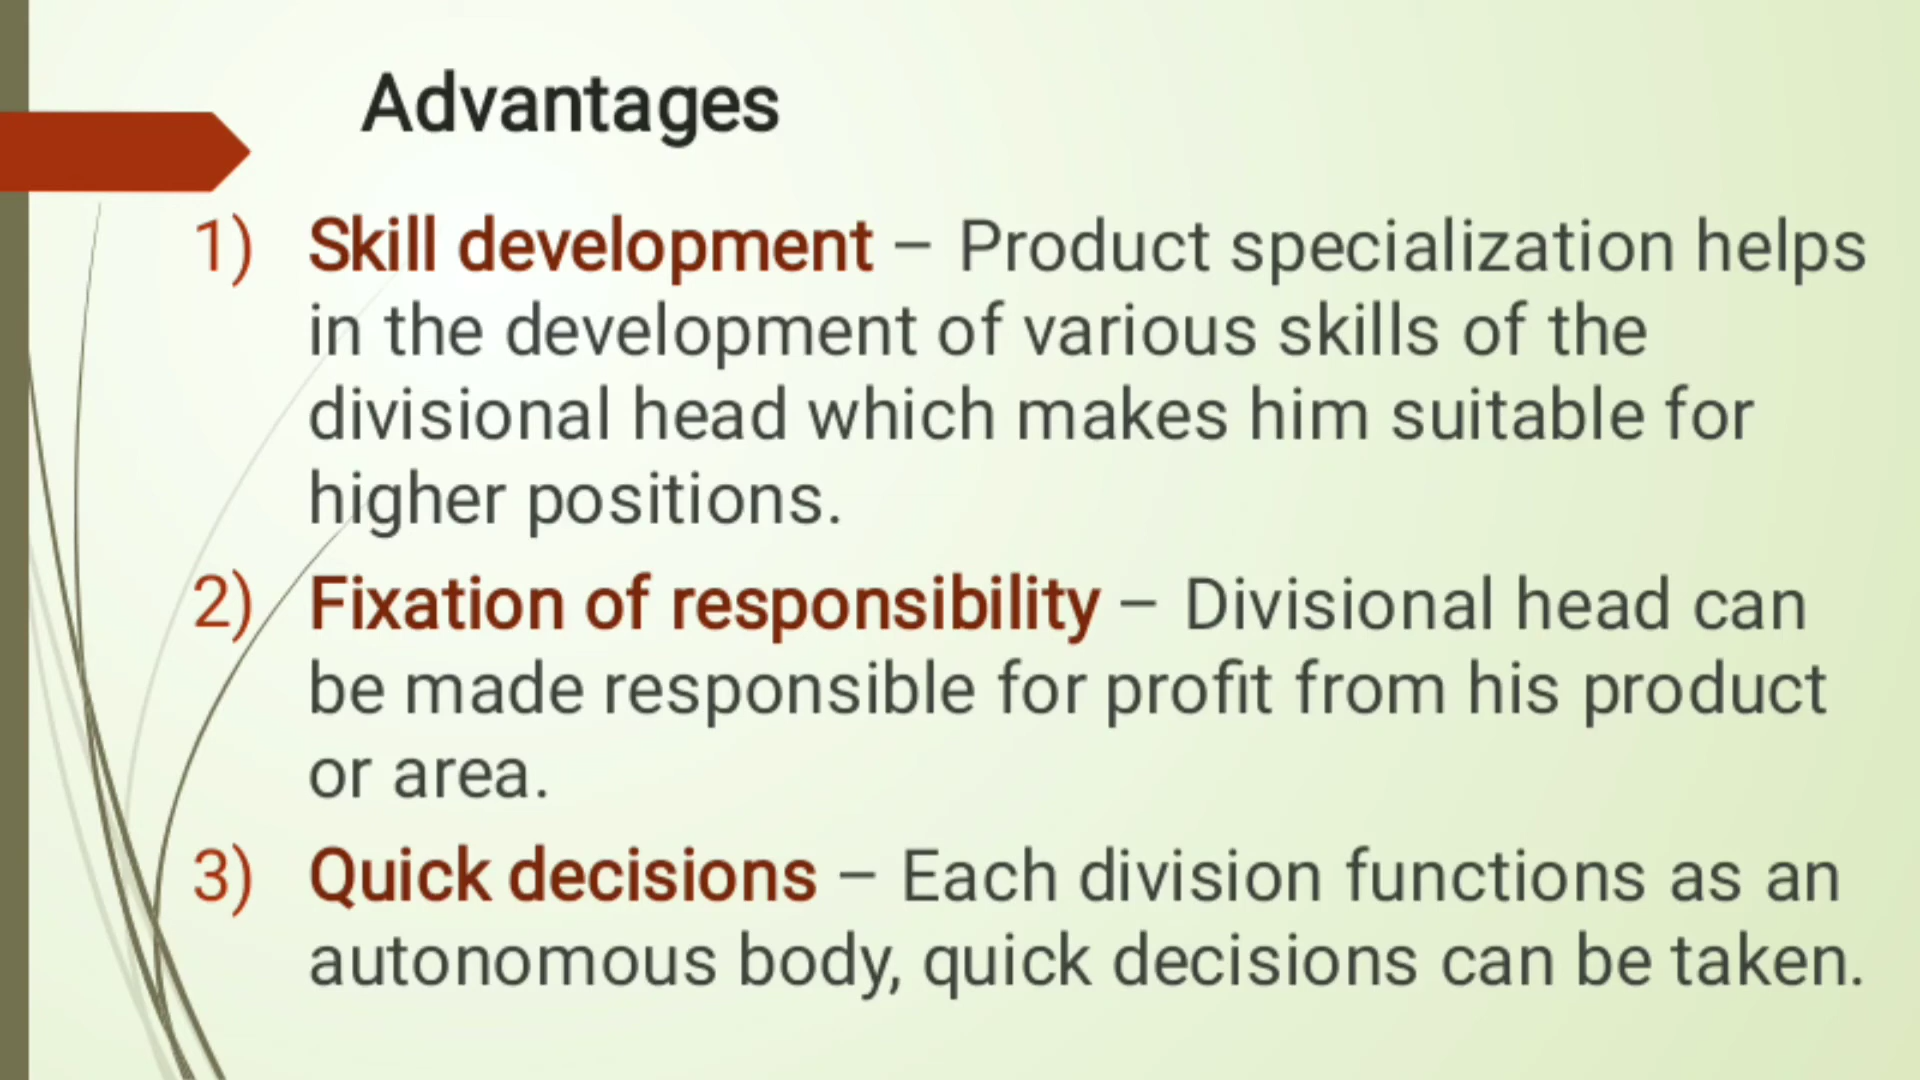 Advantages
1) Skill development – Product specialization helps
in the development of various skills of the
divisional head which makes him suitable for
higher positions.
2) Fixation of responsibility – Divisional head can
be made responsible for profit from his product
or area.
3) Quick decisions – Each division functions as an
autonomous body, quick decisions can be taken.